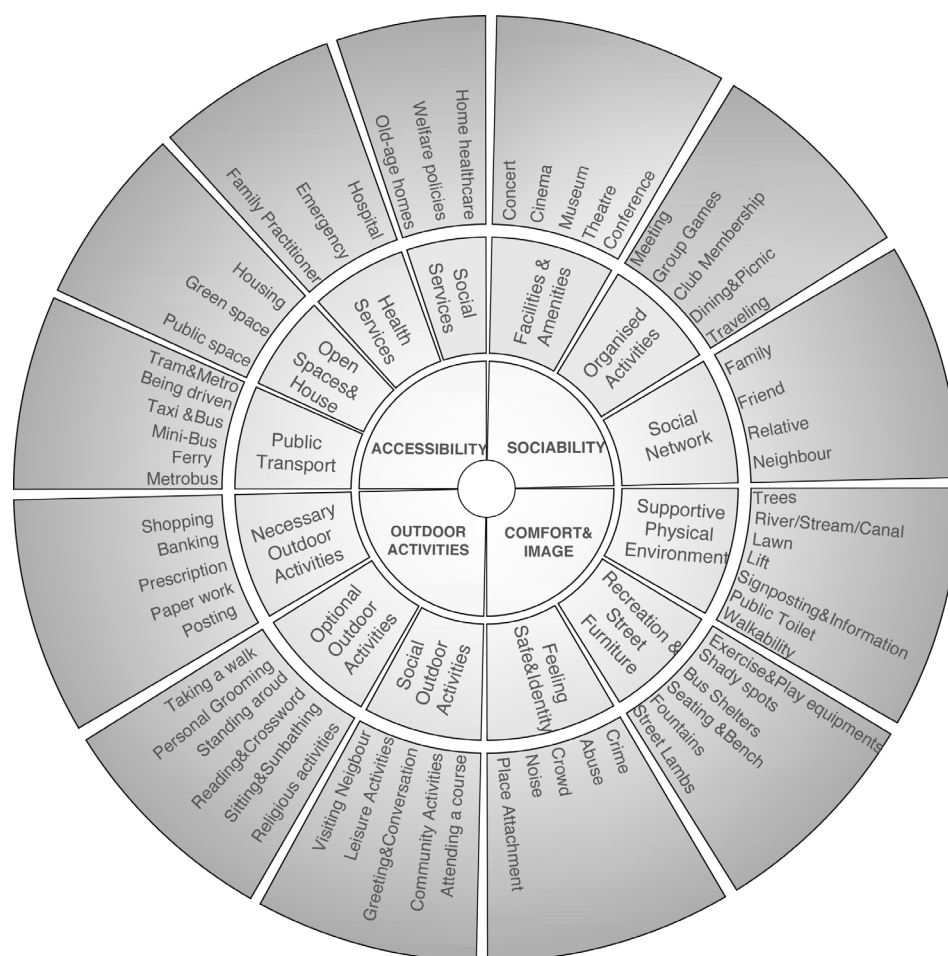 ACCESSIBILITY
SOCIABILITY
OUTDOOR
ACTIVITIES
COMFORT&
IMAGE
Facilities &
Amenities
Organised
Activities
Social
Network
Supportive
Physical
Environment
Recreation &
Street
Furniture
Feeling
Safe&Identity
Social
Outdoor
Activities
Optional
Outdoor
Activities
Necessary
Outdoor
Activities
Public
Transport
Open
Spaces&
House
Health
Services
Social
Services
Concert
Cinema
Museum
Theatre
Conference
Meeting
Group Games
Club Membership
Dining&Picnic
Traveling
Family
Friend
Relative
Neighbour
Trees
River/Stream/Canal
Lawn
Lift
Signposting&Information
Public Toilet
Walkability
Exercise&Play equipments
Shady spots
Bus Shelters
Seating &Bench
Fountains
Street Lambs
Crime
Abuse
Crowd
Noise
Place Attachment
Attending a course
Community Activities
Greeting&Conversation
Leisure Activities
Visiting Neigbour
Religious activities
Sitting&Sunbathing
Reading&Crossword
Standing aroud
Personal Grooming
Taking a walk
Posting
Paper work
Prescription
Banking
Shopping
Metrobus
Ferry
Mini-Bus
Taxi &Bus
Being driven
Tram&Metro
Public space
Green space
Housing
Family Practitioner
Emergency
Hospital
Old-age homes
Welfare policies
Home healthcare